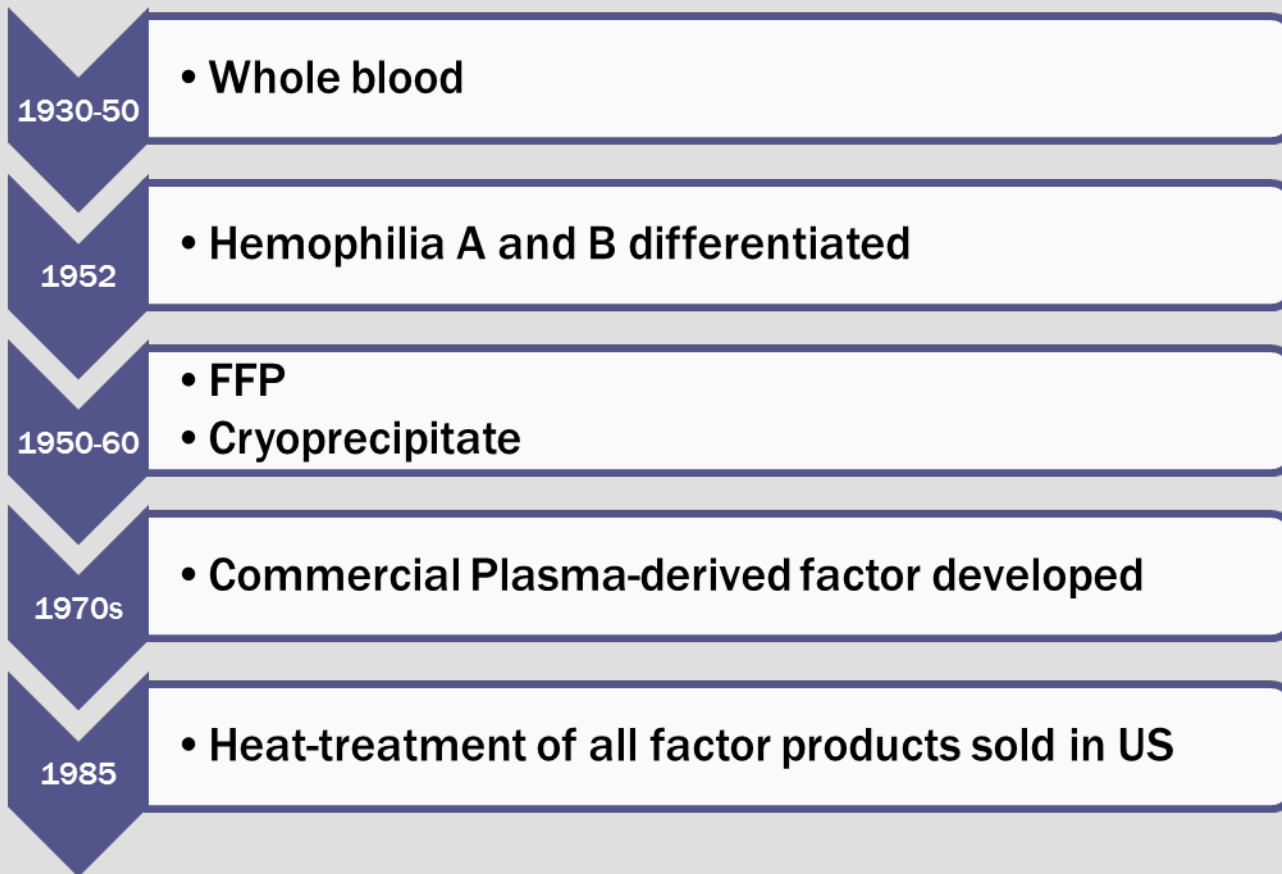 1930-50
• Whole blood
1952
• Hemophilia A and B differentiated
1950-60
• FFP
• Cryoprecipitate
1970s
• Commercial Plasma-derived factor developed
1985
• Heat-treatment of all factor products sold in US